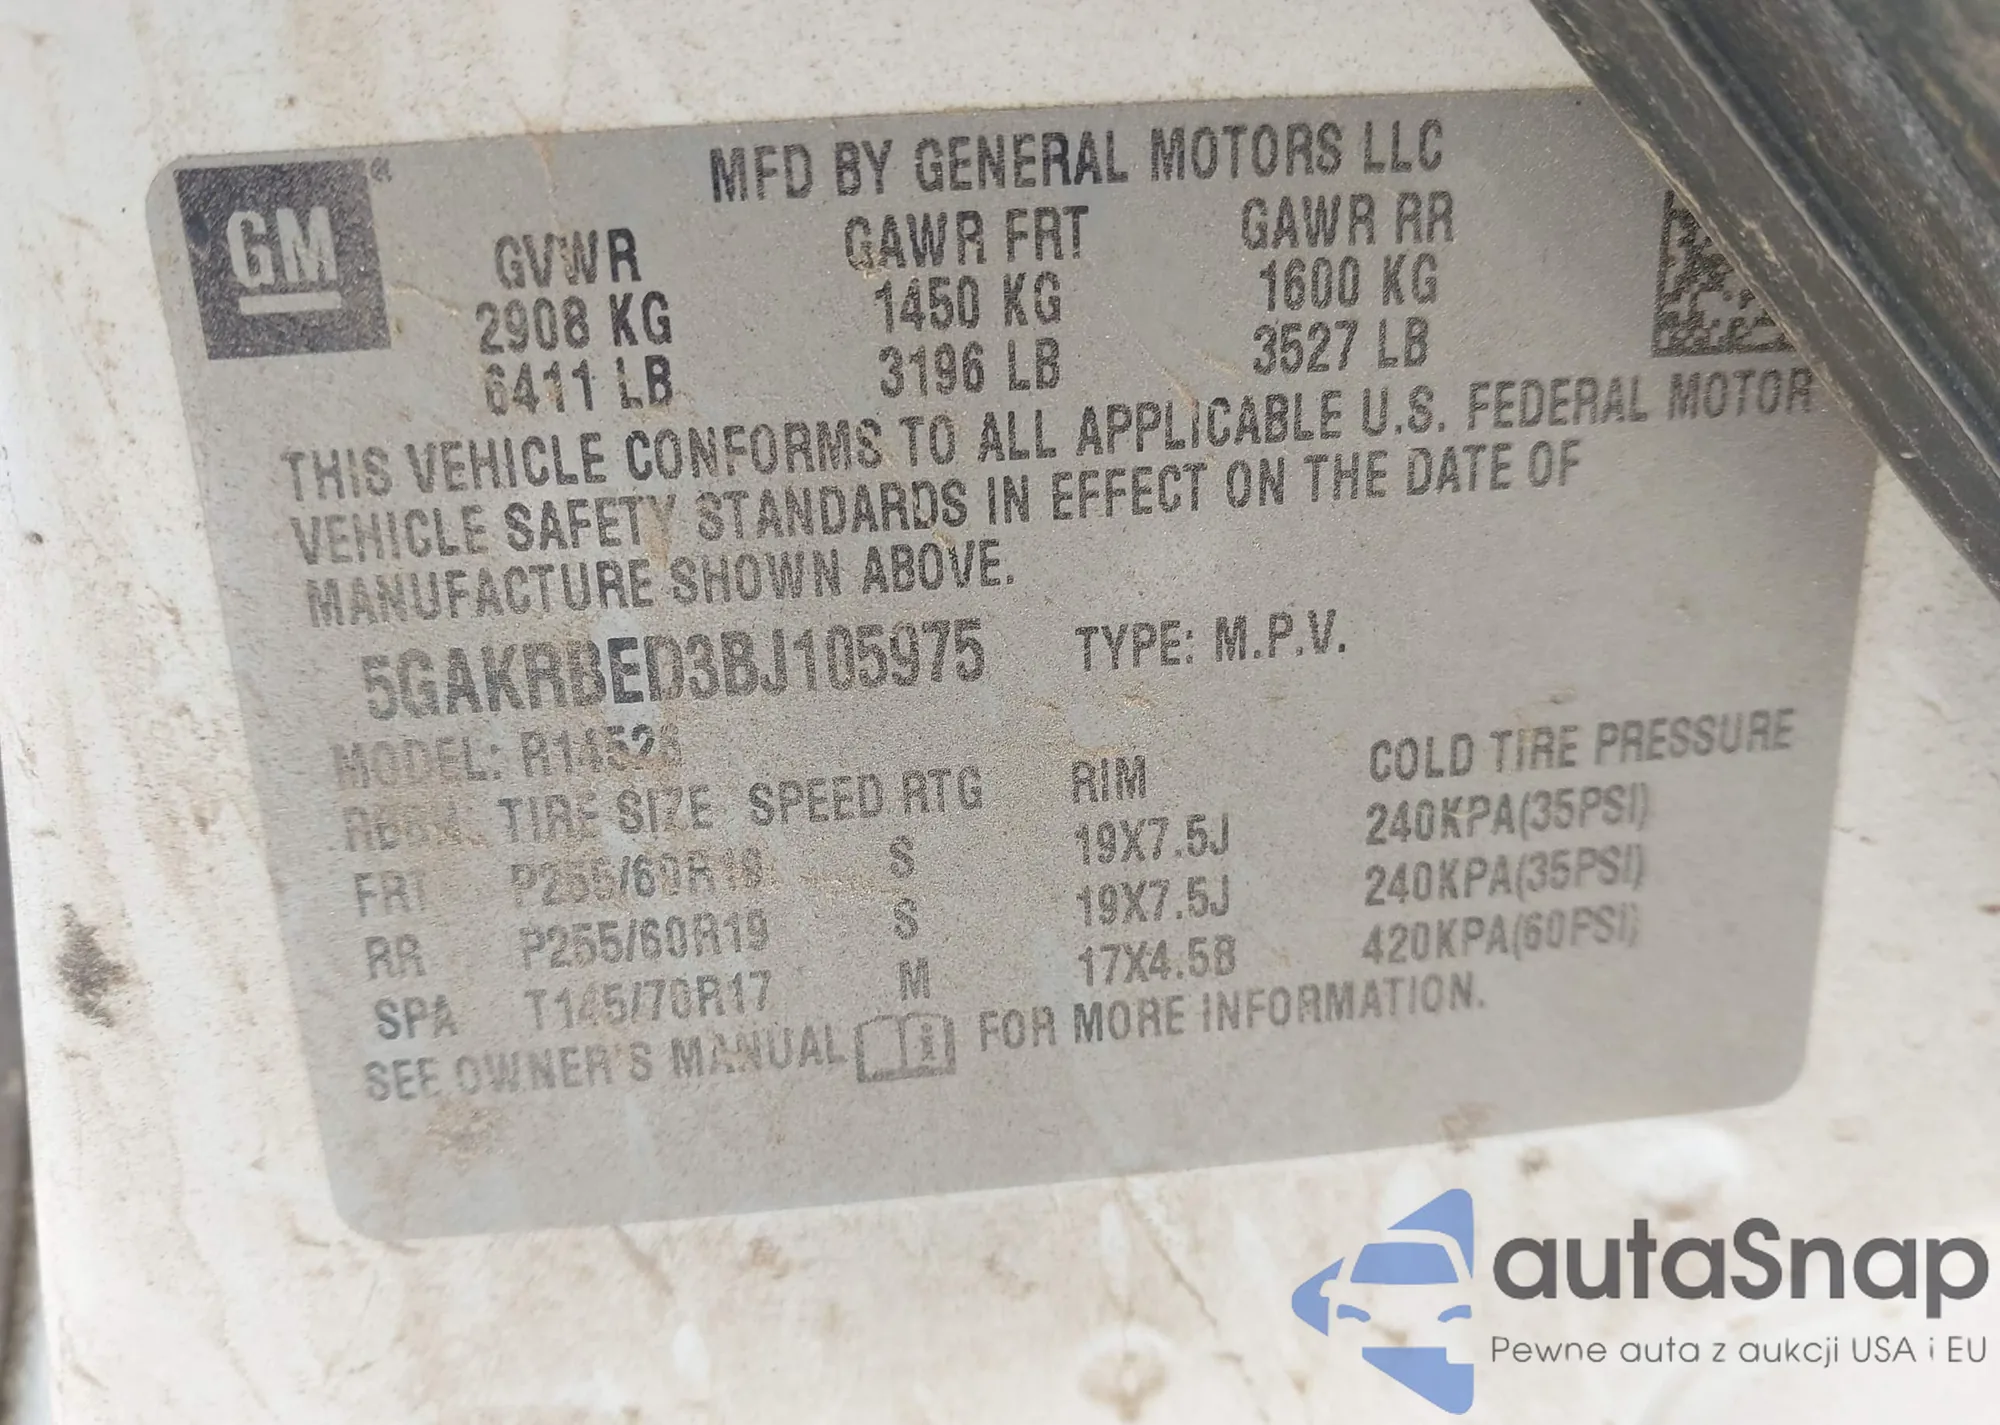 MFD BY GENERAL MOTORS LLC
GM
GVWR GAWR FRT GAWR RR
2908 KG 1450 KG 1600 KG
6411 LB 3196 LB 3527 LB
THIS VEHICLE CONFORMS TO ALL APPLICABLE U.S. FEDERAL MOTOR
VEHICLE SAFETY STANDARDS IN EFFECT ON THE DATE OF
MANUFACTURE SHOWN ABOVE.
5GAKRBED3BJ105975 TYPE: M.P.V.
MODEL: R14526
TIRE SIZE SPEED RTG RIM COLD TIRE PRESSURE
FRT P255/60R19 S 19X7.5J 240KPA(35PSI)
RR P255/60R19 S 19X7.5J 240KPA(35PSI)
SPA T145/70R17 M 17X4.5B 420KPA(60PSI)
SEE OWNER'S MANUAL FOR MORE INFORMATION.
autaSnap
Pewne auta z aukcji USA i EU